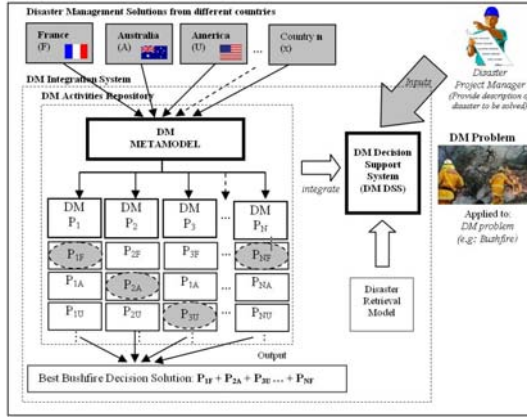 Disaster Management Solutions from different countries
France
(F)
Australia
(A)
America
(U)
...
Country n
(x)
DM Integration System
DM Activities Repository
DM
METAMODEL
integrate
DM Decision
Support
System
(DM DSS)
Inputs
Disaster
Project Manager
(Provide description of
disaster to be solved)
DM Problem
Applied to:
DM problem
(e.g: Bushfire)
Disaster
Retrieval
Model
DM
P1
DM
P2
DM
P3
...
DM
PN
P1F
P2F
P3F
...
PNF
P1A
P2A
P1A
...
PNA
P1U
P2U
P3U
...
PNU
Output
Best Bushfire Decision Solution: P1F + P2A + P3U ... + PNF